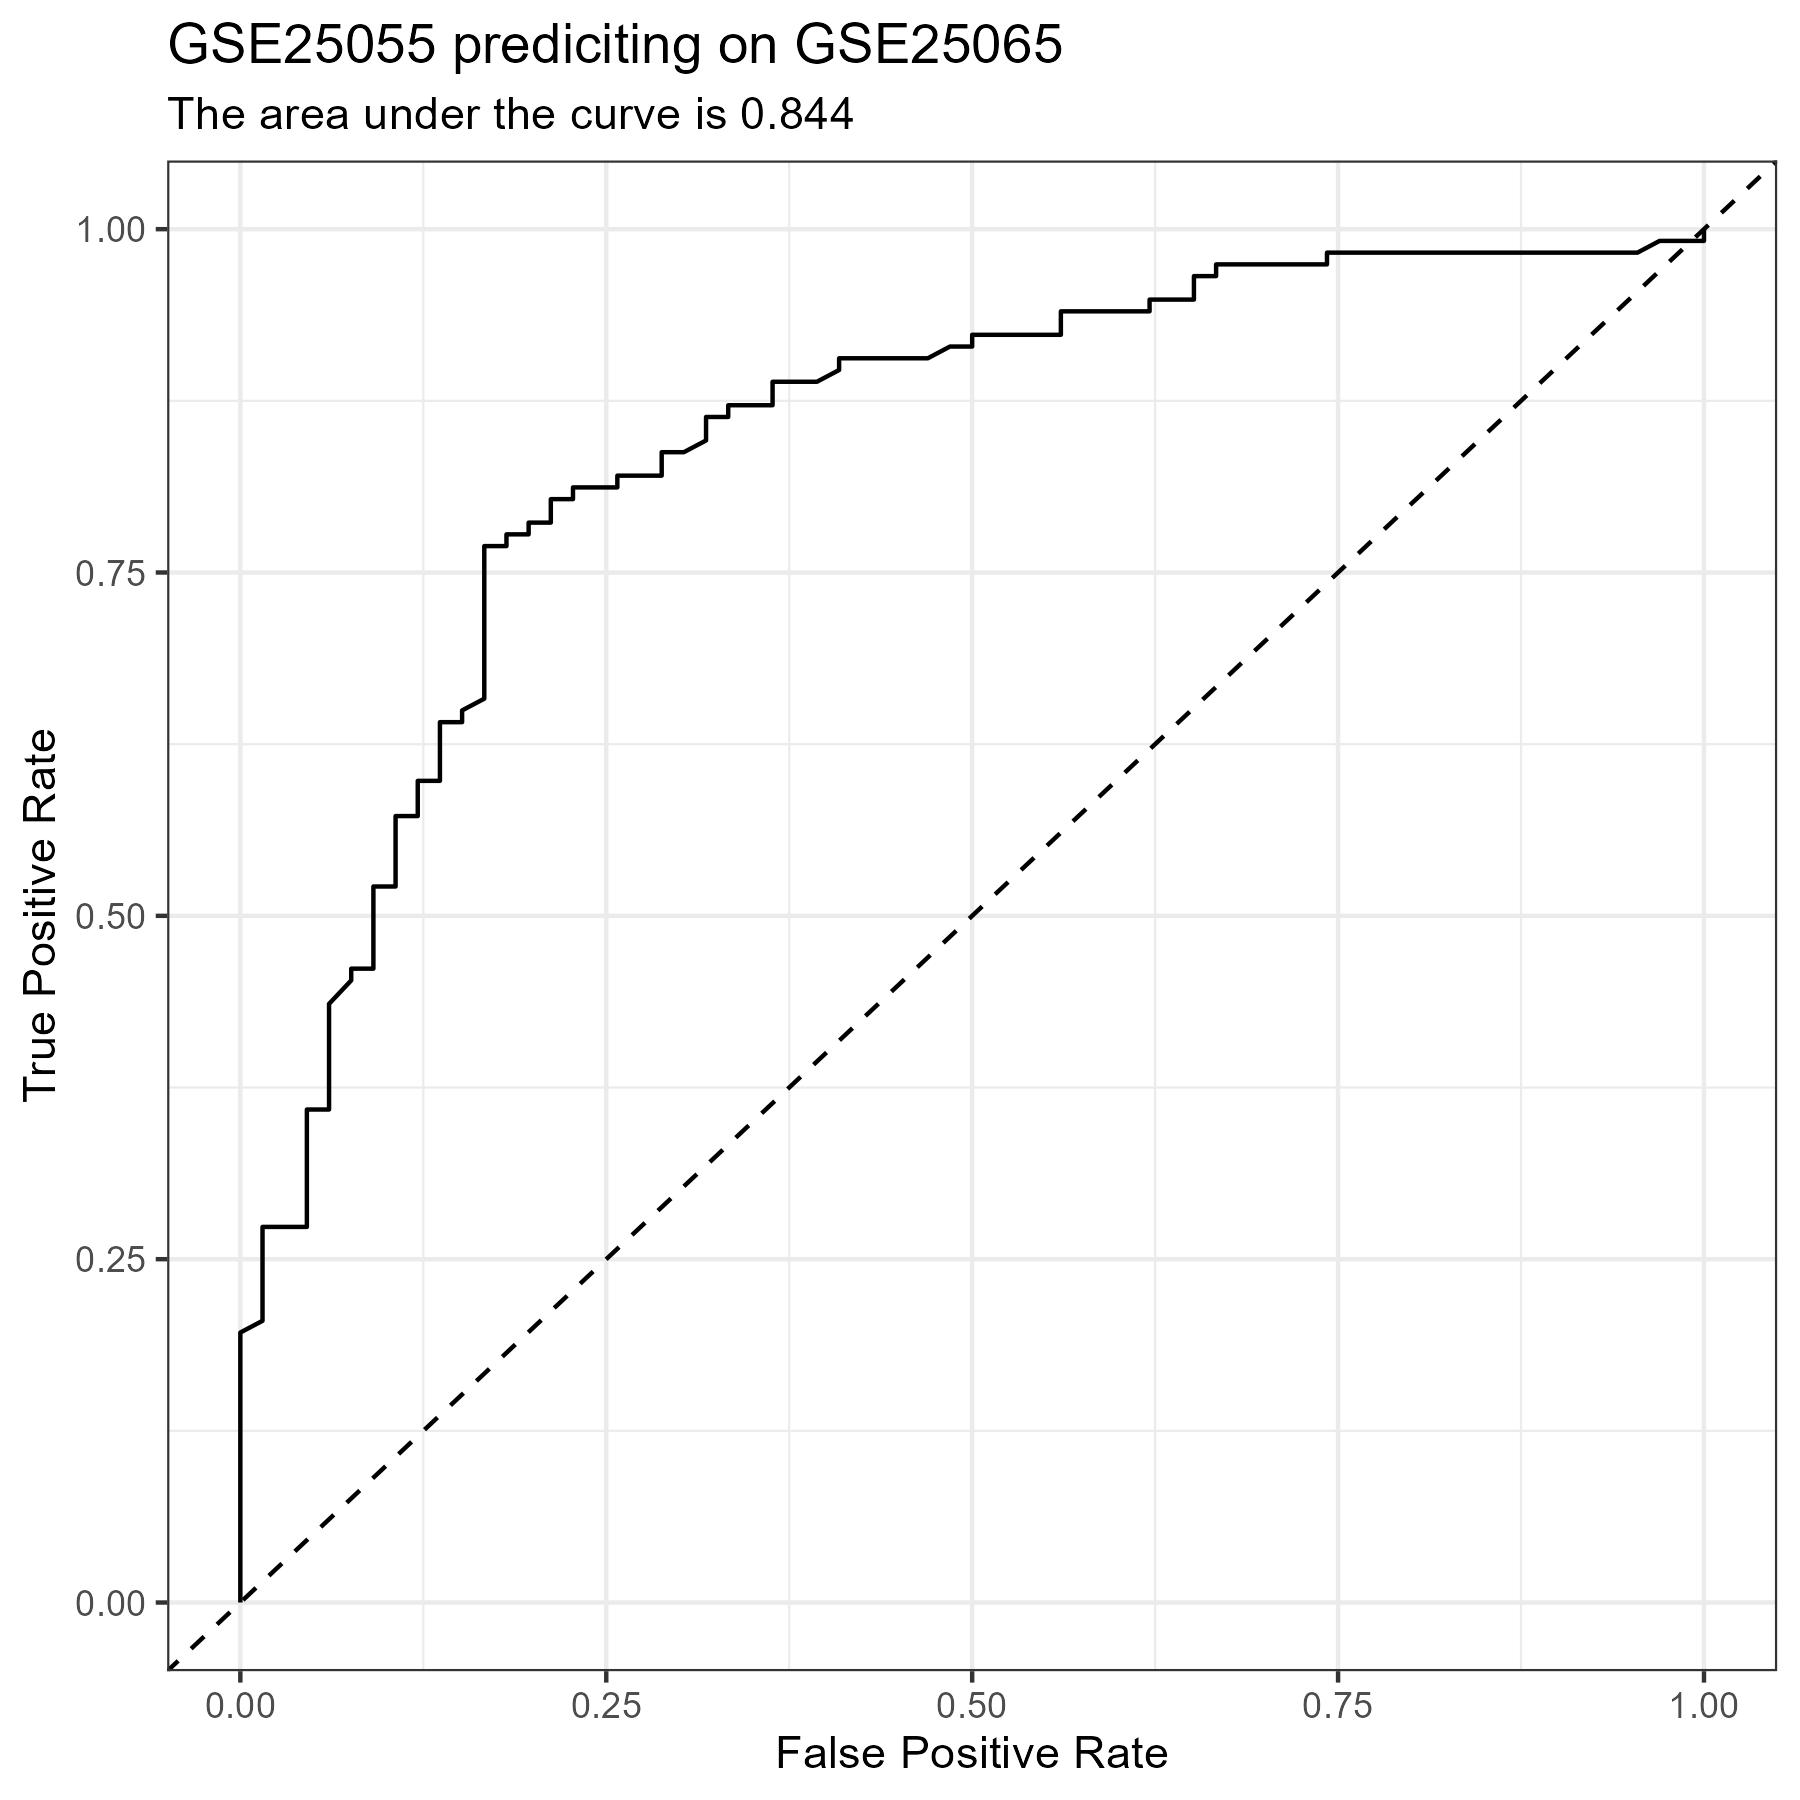 GSE25055 prediciting on GSE25065
The area under the curve is 0.844
1.00
0.75
0.50
0.25
0.00
True Positive Rate
0.00 0.25 0.50 0.75 1.00
False Positive Rate